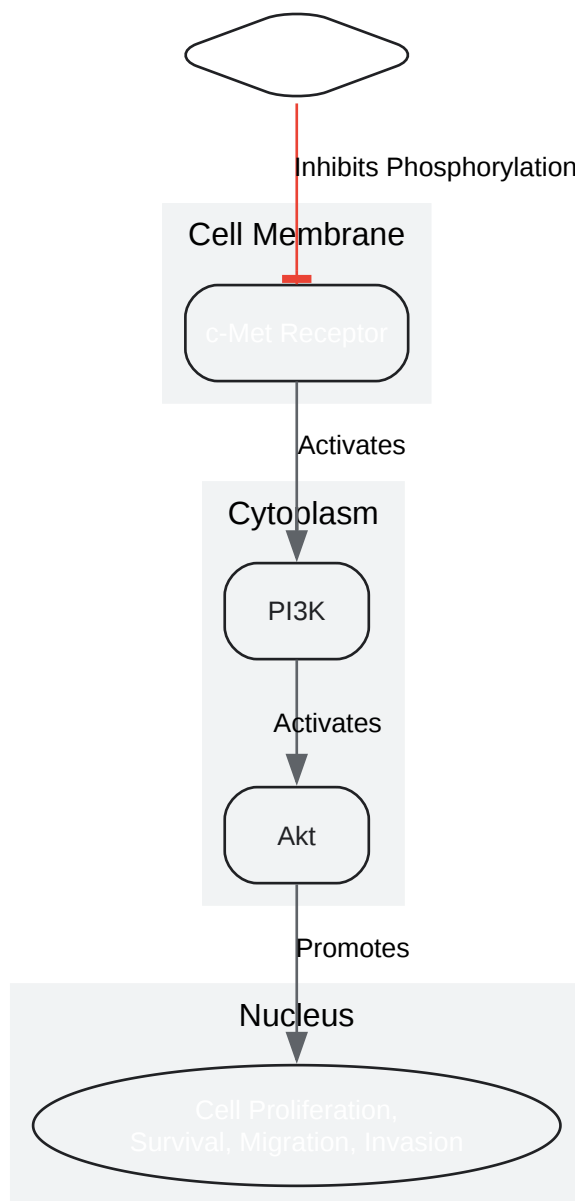 Inhibits Phosphorylation
Cell Membrane
c-Met Receptor
Activates
Cytoplasm
PI3K
Activates
Akt
Promotes
Nucleus
Cell Proliferation,
Survival, Migration, Invasion